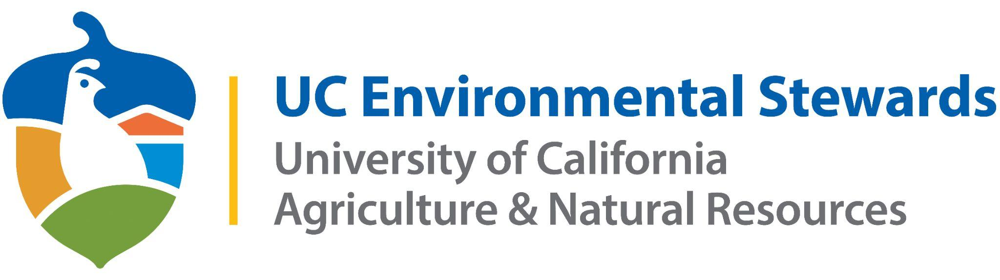 UC Environmental Stewards
University of California
Agriculture & Natural Resources